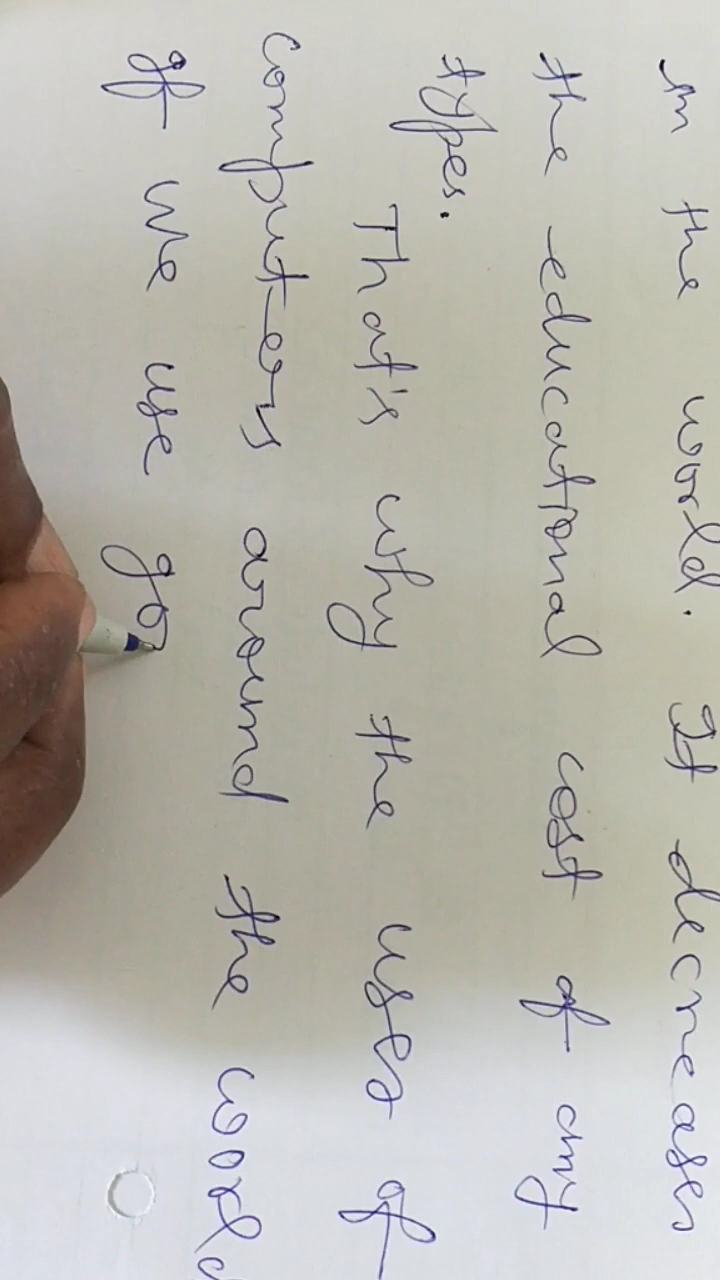 in the world. It decreases
the educational cost of any
types.
That's why the uses of
computers around the world
If we use go